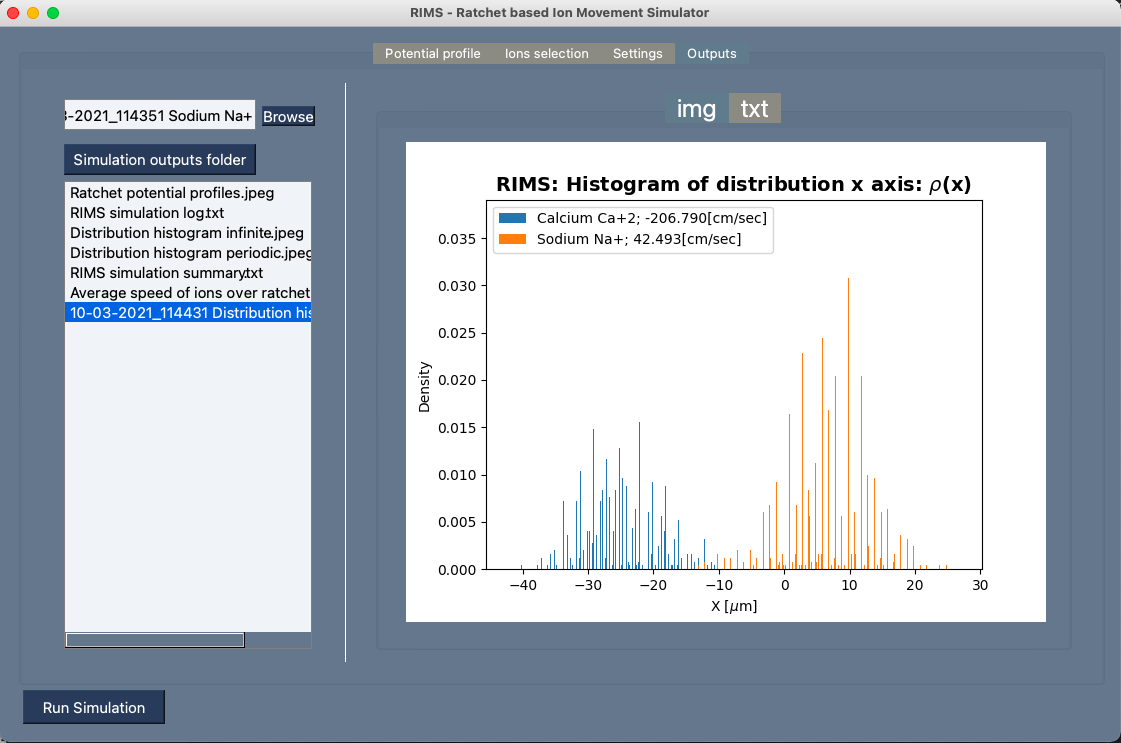 RIMS - Ratchet based Ion Movement Simulator
Potential profile Ions selection Settings Outputs
3-2021_114351 Sodium Na+ Browse
Simulation outputs folder
Ratchet potential profiles.jpeg
RIMS simulation log.txt
Distribution histogram infinite.jpeg
Distribution histogram periodic.jpeg
RIMS simulation summary.txt
Average speed of ions over ratchet
10-03-2021_114431 Distribution his
img txt
RIMS: Histogram of distribution x axis: ρ(x)
Calcium Ca+2; -206.790[cm/sec]
Sodium Na+; 42.493[cm/sec]
0.035
0.030
0.025
0.020
0.015
0.010
0.005
0.000
Density
−40 −30 −20 −10 0 10 20 30
X [μm]
Run Simulation